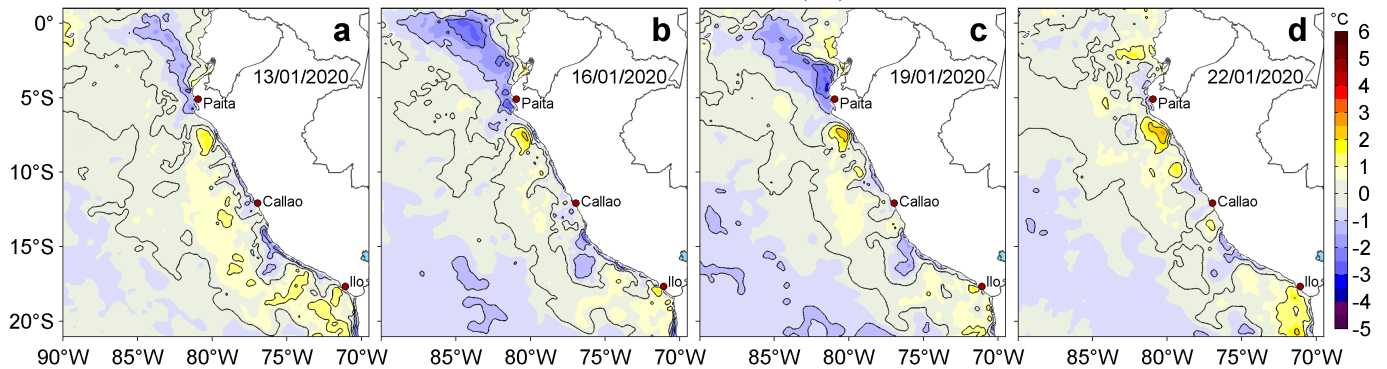 a
b
c
d
13/01/2020
16/01/2020
19/01/2020
22/01/2020
Paita
Paita
Paita
Paita
Callao
Callao
Callao
Callao
Ilo
Ilo
Ilo
Ilo
0°
5°S
10°S
15°S
20°S
90°W 85°W 80°W 75°W 70°W
85°W 80°W 75°W 70°W
85°W 80°W 75°W 70°W
85°W 80°W 75°W 70°W
°C
6
5
4
3
2
1
0
-1
-2
-3
-4
-5